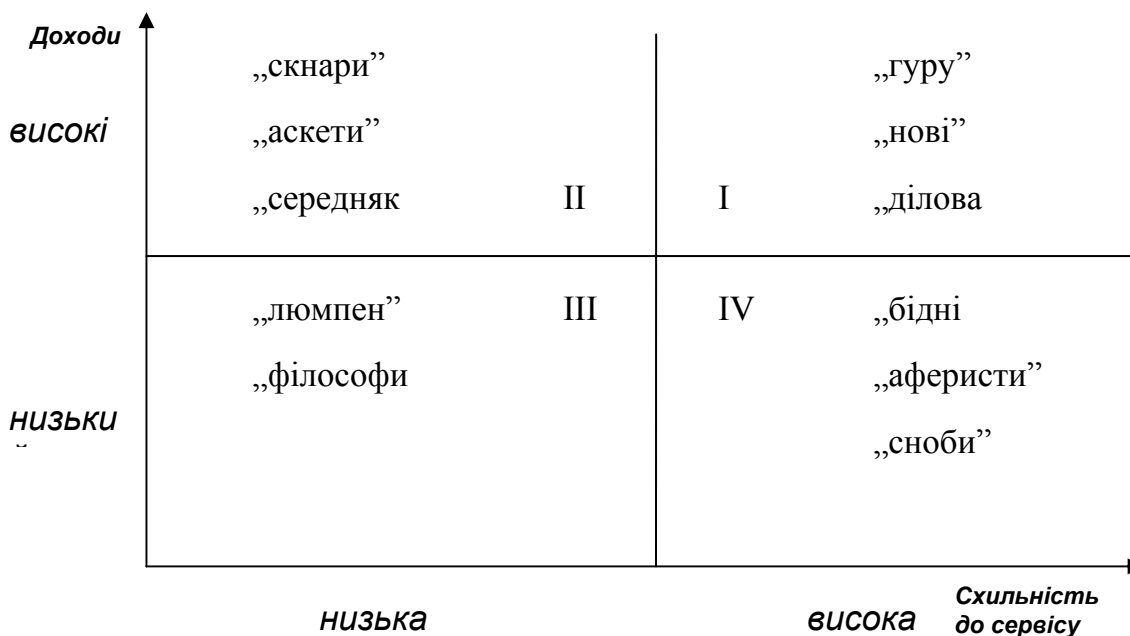 Доходи
„скнари” „гуру”
високі „аскети” „нові”
„середняк II I „ділова
„люмпен” III IV „бідні
„філософи „аферисти”
низьки
„сноби”
низька висока Схильність
до сервісу